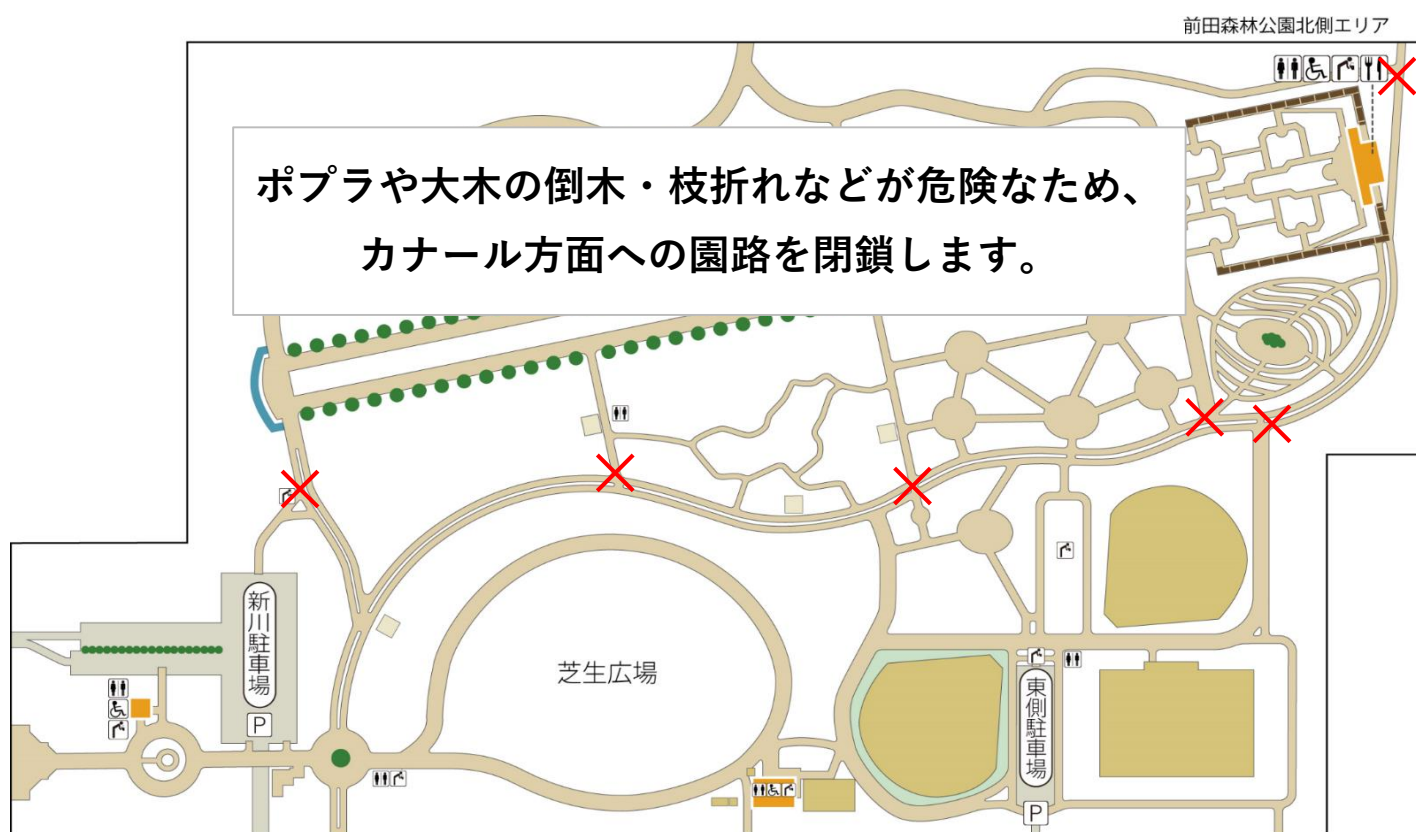 前田森林公園北側エリア
ポプラや大木の倒木・枝折れなどが危険なため、
カナール方面への園路を閉鎖します。
新川駐車場
P
芝生広場
東側駐車場
P